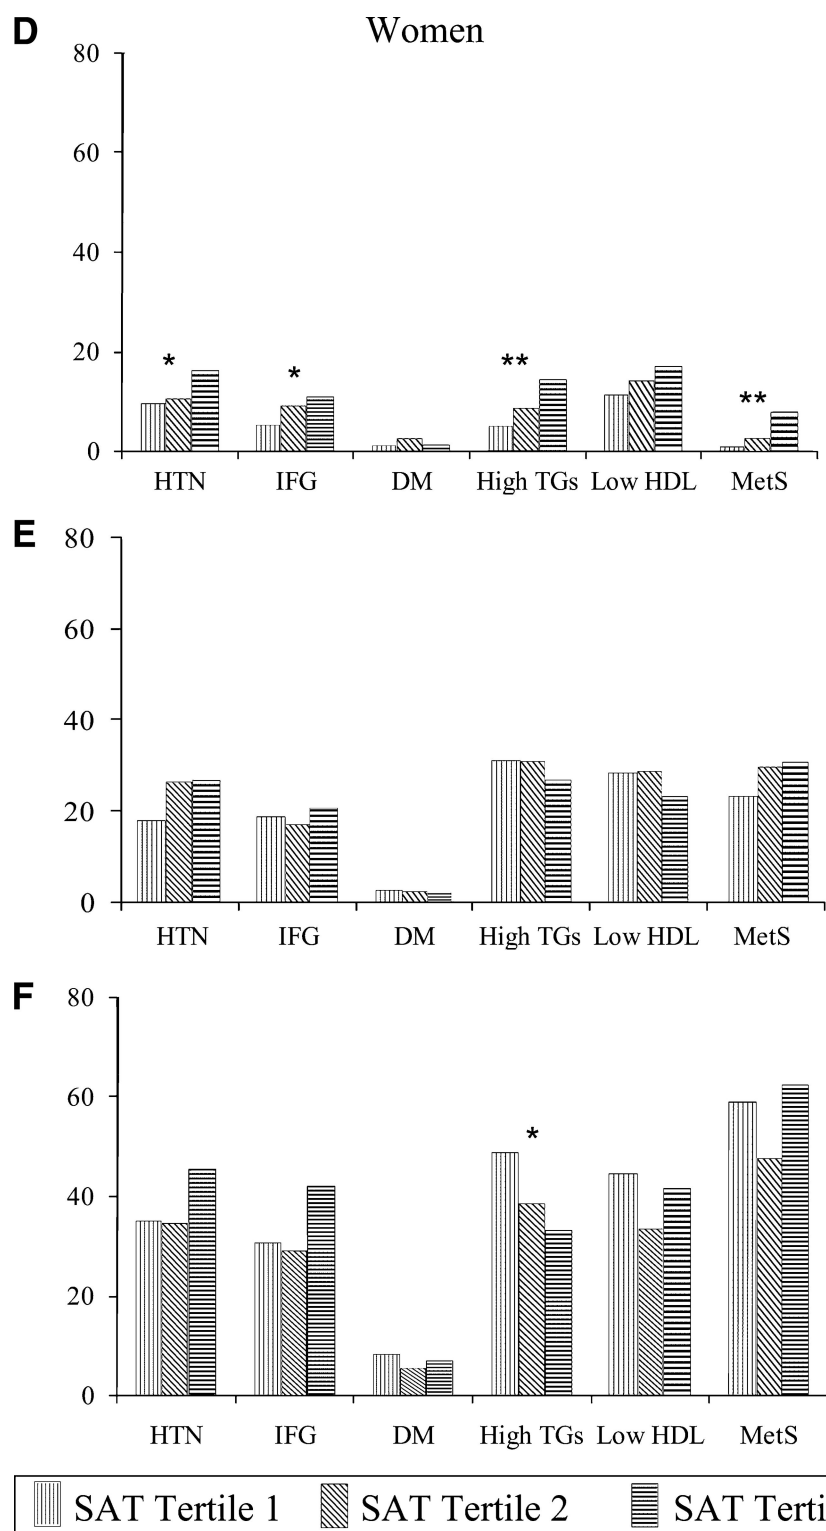 D Women
80
60
40
20
0
* * ** **
HTN IFG DM High TGs Low HDL MetS
E
80
60
40
20
0
HTN IFG DM High TGs Low HDL MetS
F
80
60
40
20
0
*
HTN IFG DM High TGs Low HDL MetS
SAT Tertile 1 SAT Tertile 2 SAT Terti